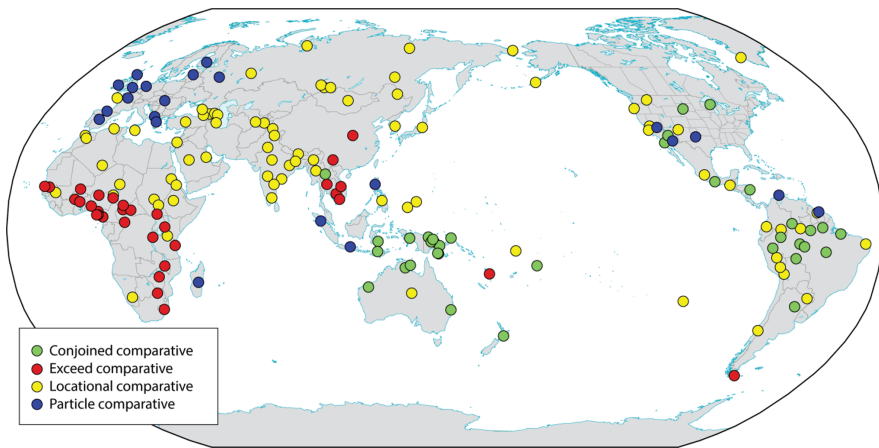 Conjoined comparative
Exceed comparative
Locational comparative
Particle comparative